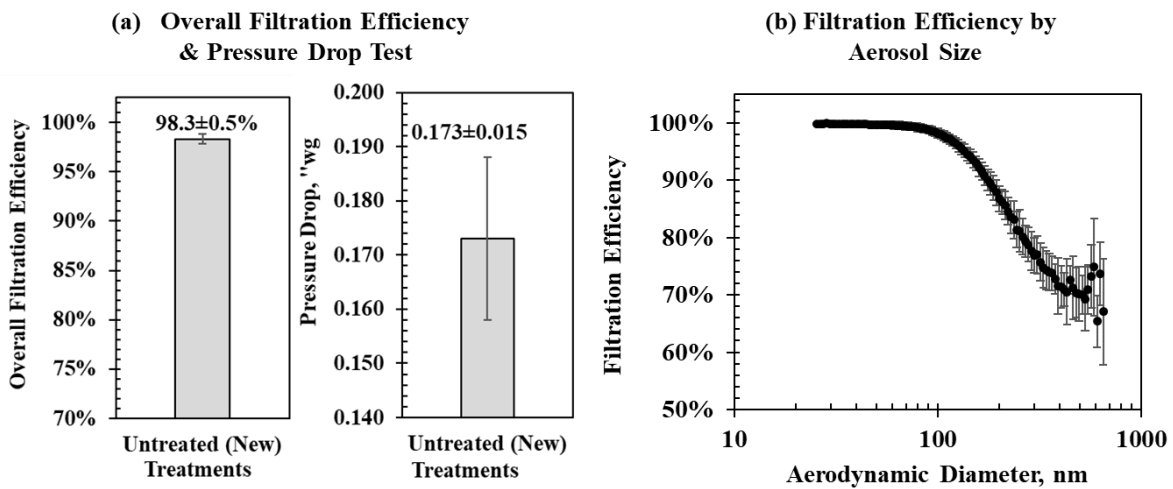 (a) Overall Filtration Efficiency
& Pressure Drop Test
Overall Filtration Efficiency
100%
95%
90%
85%
80%
75%
70%
98.3±0.5%
Untreated (New)
Treatments
Pressure Drop, "wg
0.200
0.190
0.180
0.170
0.160
0.150
0.140
0.173±0.015
Untreated (New)
Treatments
(b) Filtration Efficiency by
Aerosol Size
Filtration Efficiency
100%
90%
80%
70%
60%
50%
10
100
1000
Aerodynamic Diameter, nm